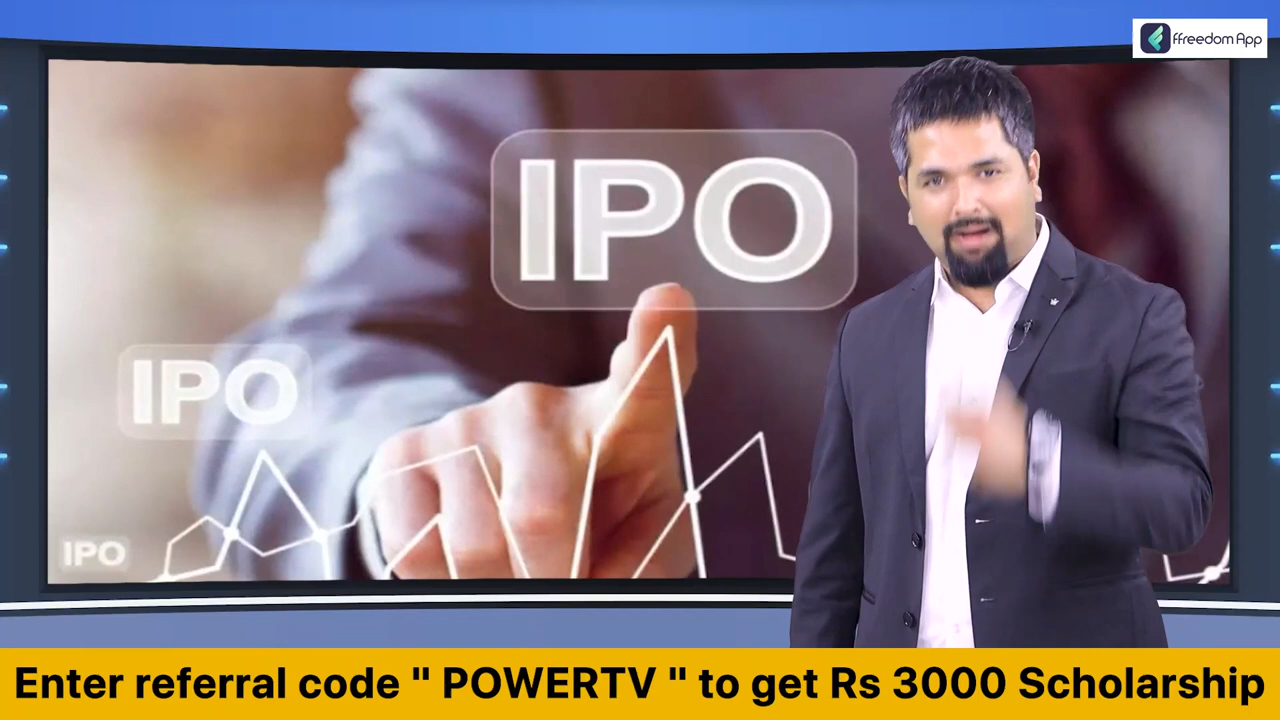 ffreedom App
IPO
IPO
IPO
Enter referral code " POWERTV " to get Rs 3000 Scholarship